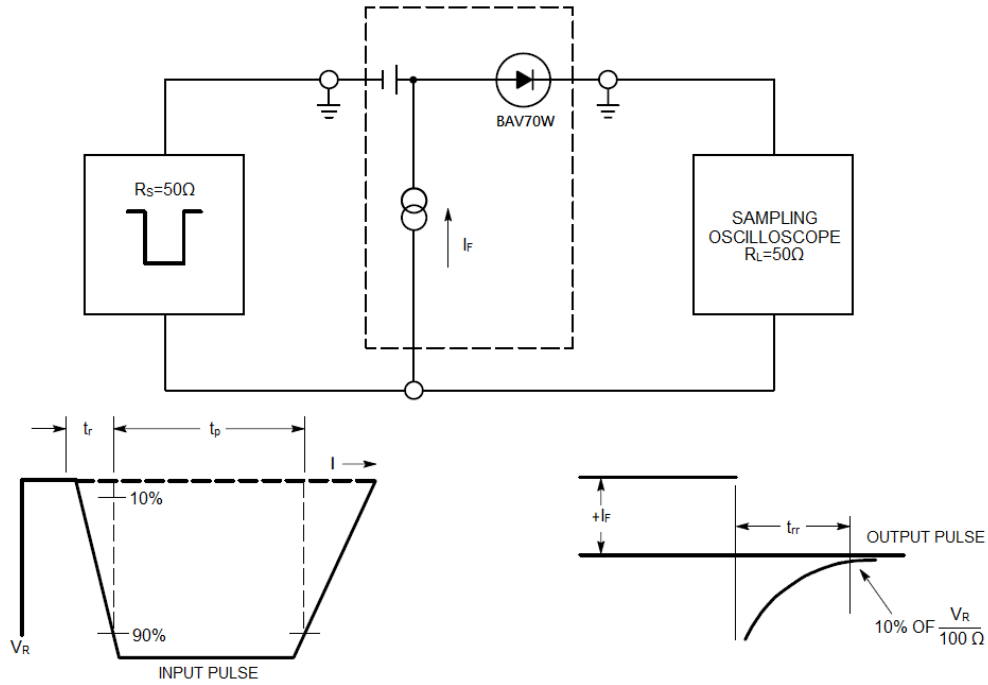 BAV70W
RS=50Ω
IF
SAMPLING
OSCILLOSCOPE
RL=50Ω
tr
tp
I
10%
90%
VR
INPUT PULSE
+IF
trr
OUTPUT PULSE
10% OF VR
100 Ω